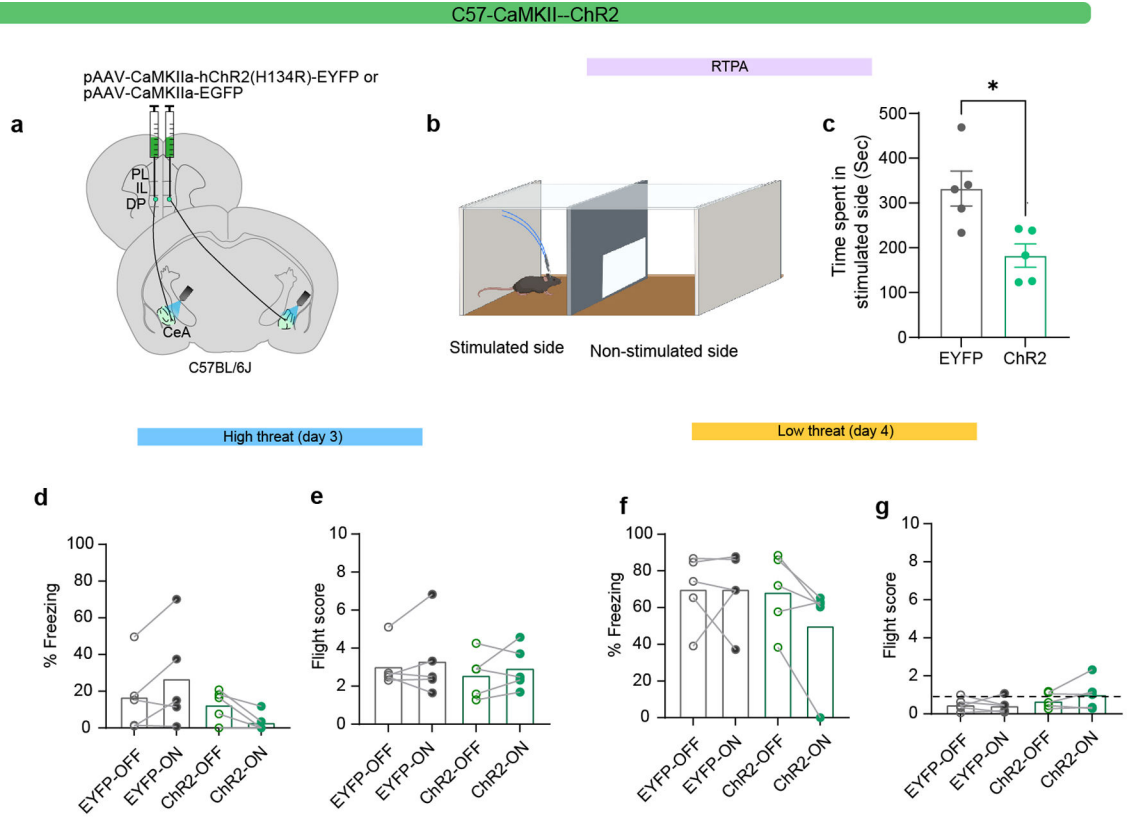 C57-CaMKII--ChR2
pAAV-CaMKIIa-hChR2(H134R)-EYFP or
pAAV-CaMKIIa-EGFP
a
PL
IL
DP
CeA
C57BL/6J
RTPA
b
Stimulated side
Non-stimulated side
c
*
Time spent in
stimulated side (Sec)
500
400
300
200
100
0
EYFP
ChR2
High threat (day 3)
Low threat (day 4)
d
% Freezing
100
80
60
40
20
0
EYFP-OFF
EYFP-ON
ChR2-OFF
ChR2-ON
e
Flight score
10
8
6
4
2
0
EYFP-OFF
EYFP-ON
ChR2-OFF
ChR2-ON
f
% Freezing
100
80
60
40
20
0
EYFP-OFF
EYFP-ON
ChR2-OFF
ChR2-ON
g
Flight score
10
8
6
4
2
0
EYFP-OFF
EYFP-ON
ChR2-OFF
ChR2-ON